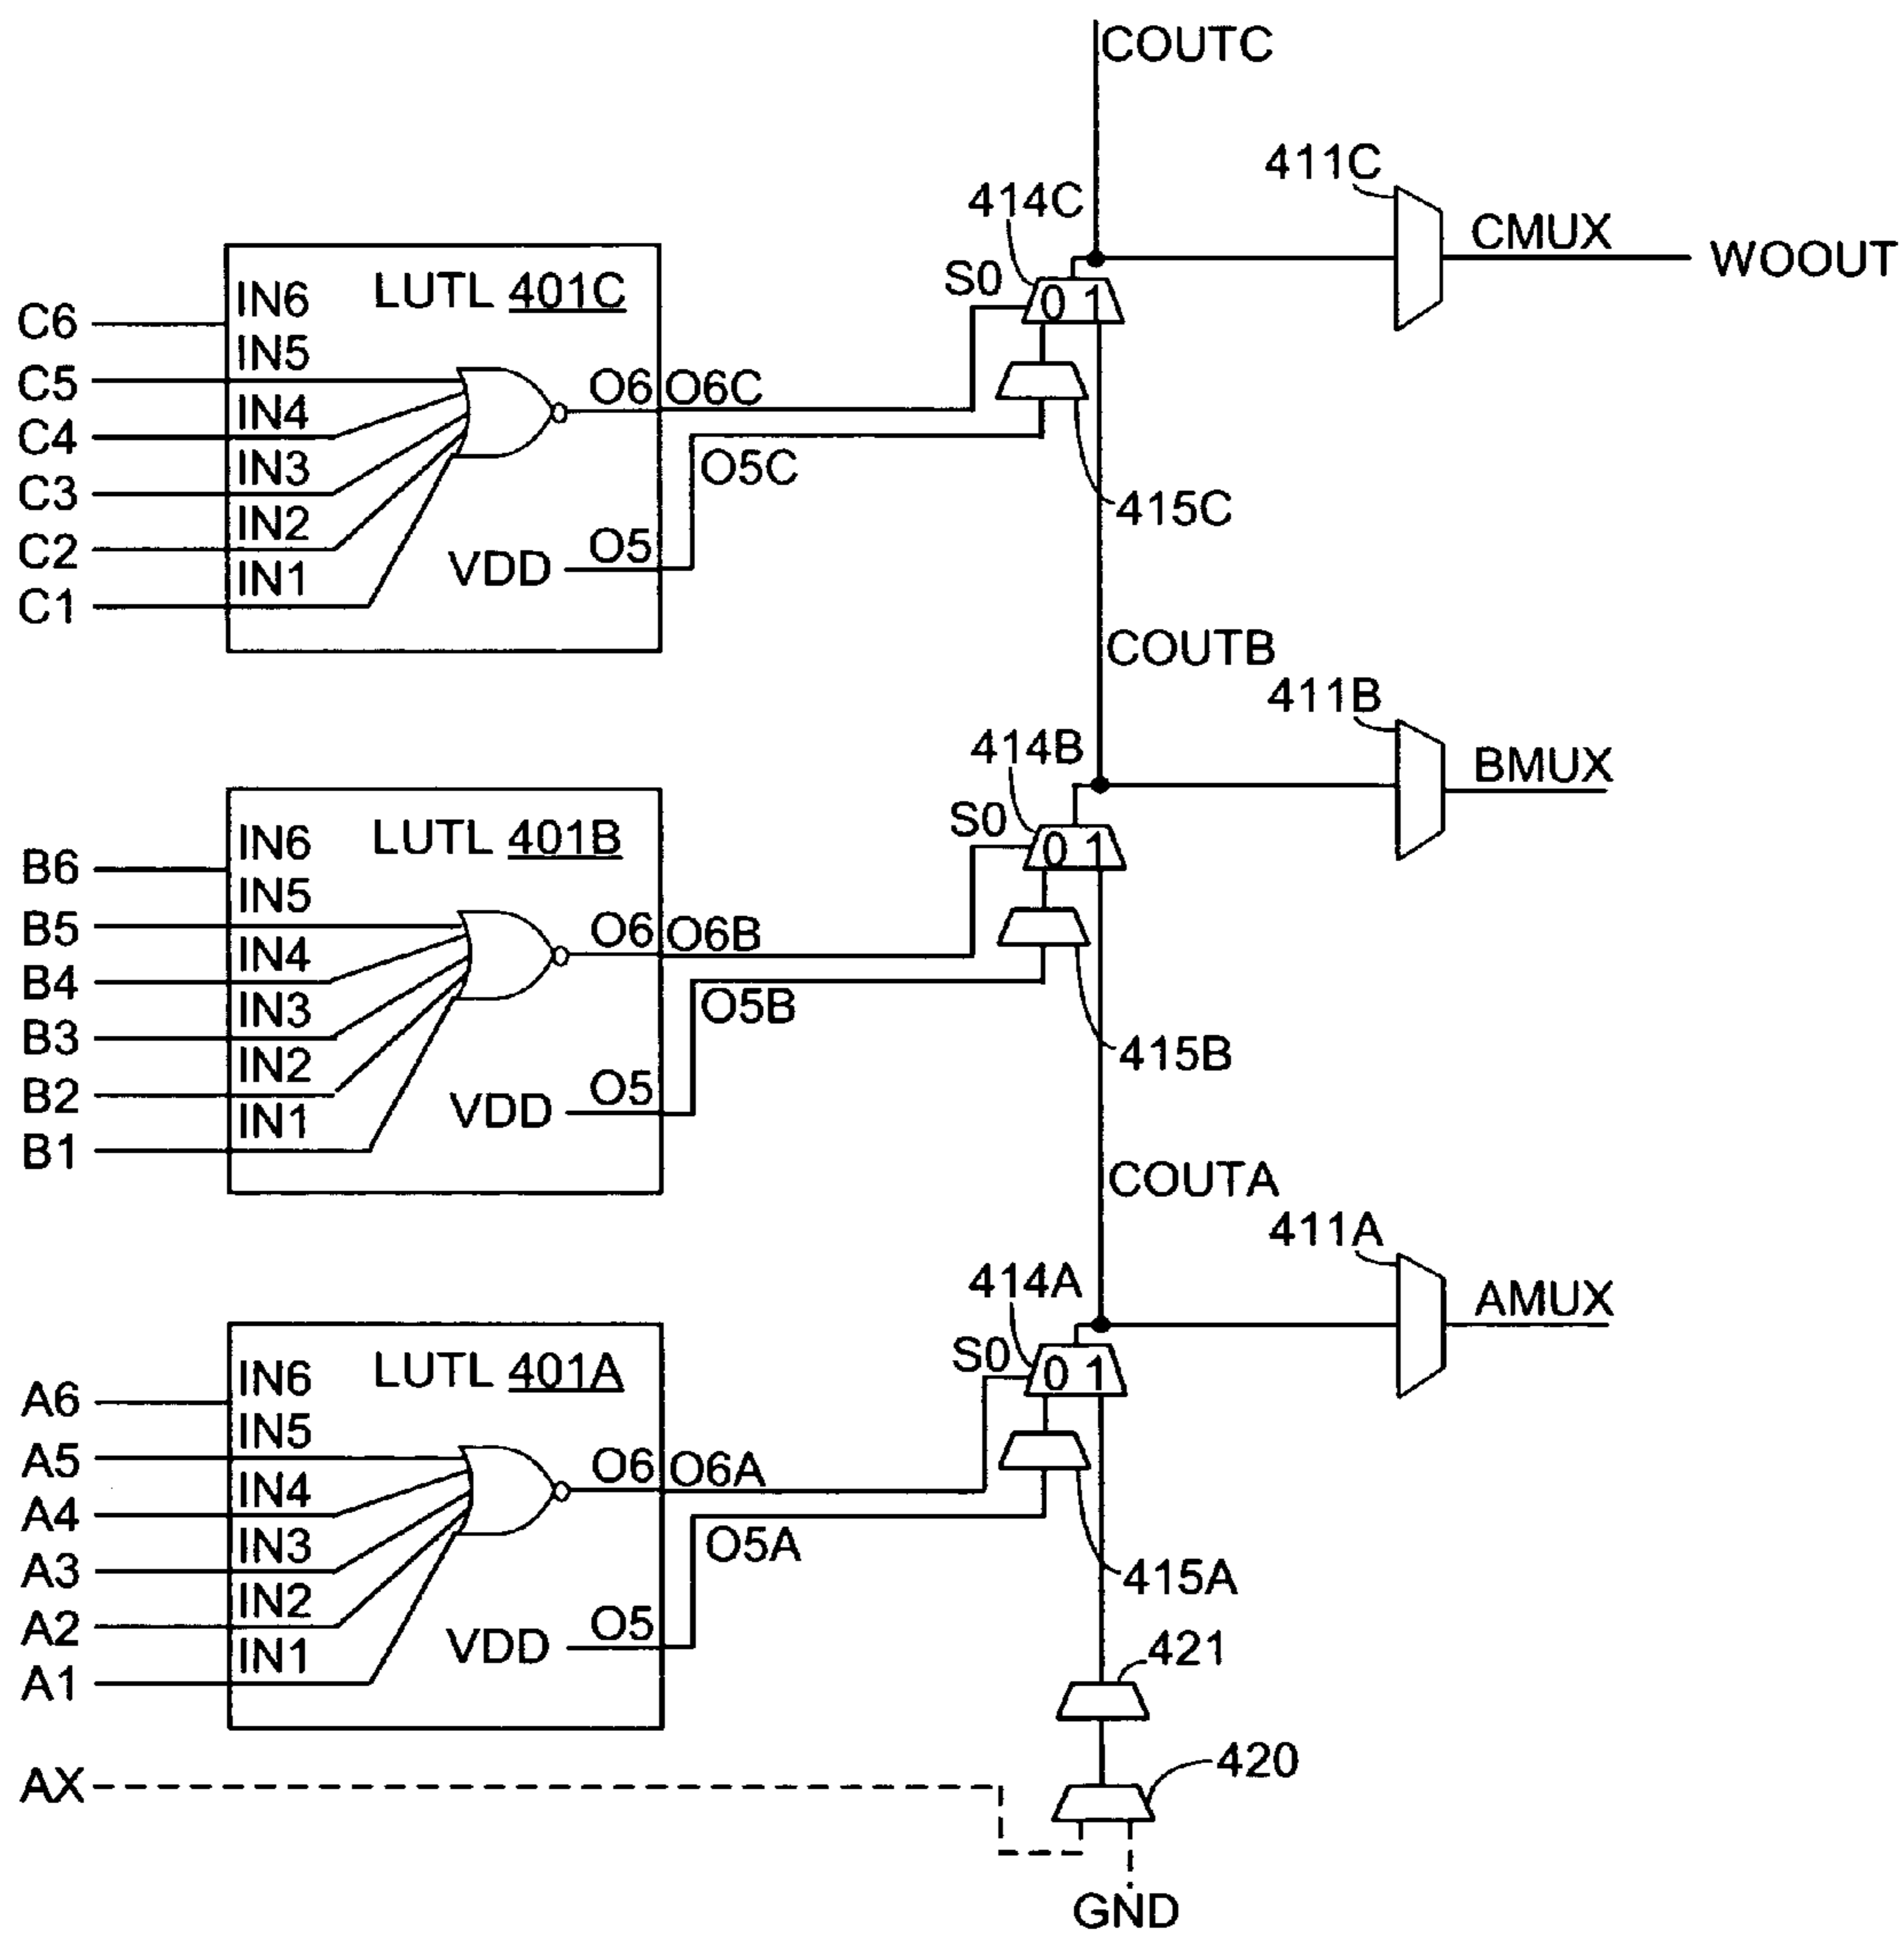 COUTC
411C
414C
CMUX
WOOUT
S0
0 1
LUTL 401C
IN6
C6
IN5
C5
O6
O6C
IN4
C4
IN3
C3
O5C
415C
IN2
C2
VDD
O5
IN1
C1
COUTB
411B
414B
BMUX
S0
0 1
LUTL 401B
IN6
B6
IN5
B5
O6
O6B
IN4
B4
IN3
B3
O5B
415B
IN2
B2
VDD
O5
IN1
B1
COUTA
411A
414A
AMUX
S0
0 1
LUTL 401A
IN6
A6
IN5
A5
O6
O6A
IN4
A4
IN3
A3
O5A
415A
IN2
A2
VDD
O5
IN1
A1
421
420
AX
GND